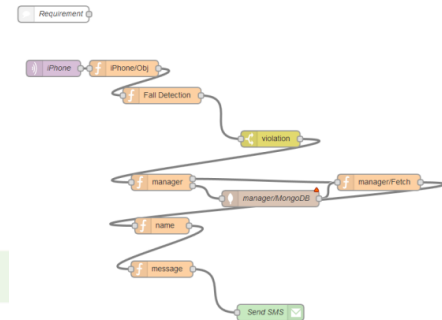 Requirement
iPhone
iPhone/Obj
Fall Detection
violation
manager
manager/MongoDB
manager/Fetch
name
message
Send SMS